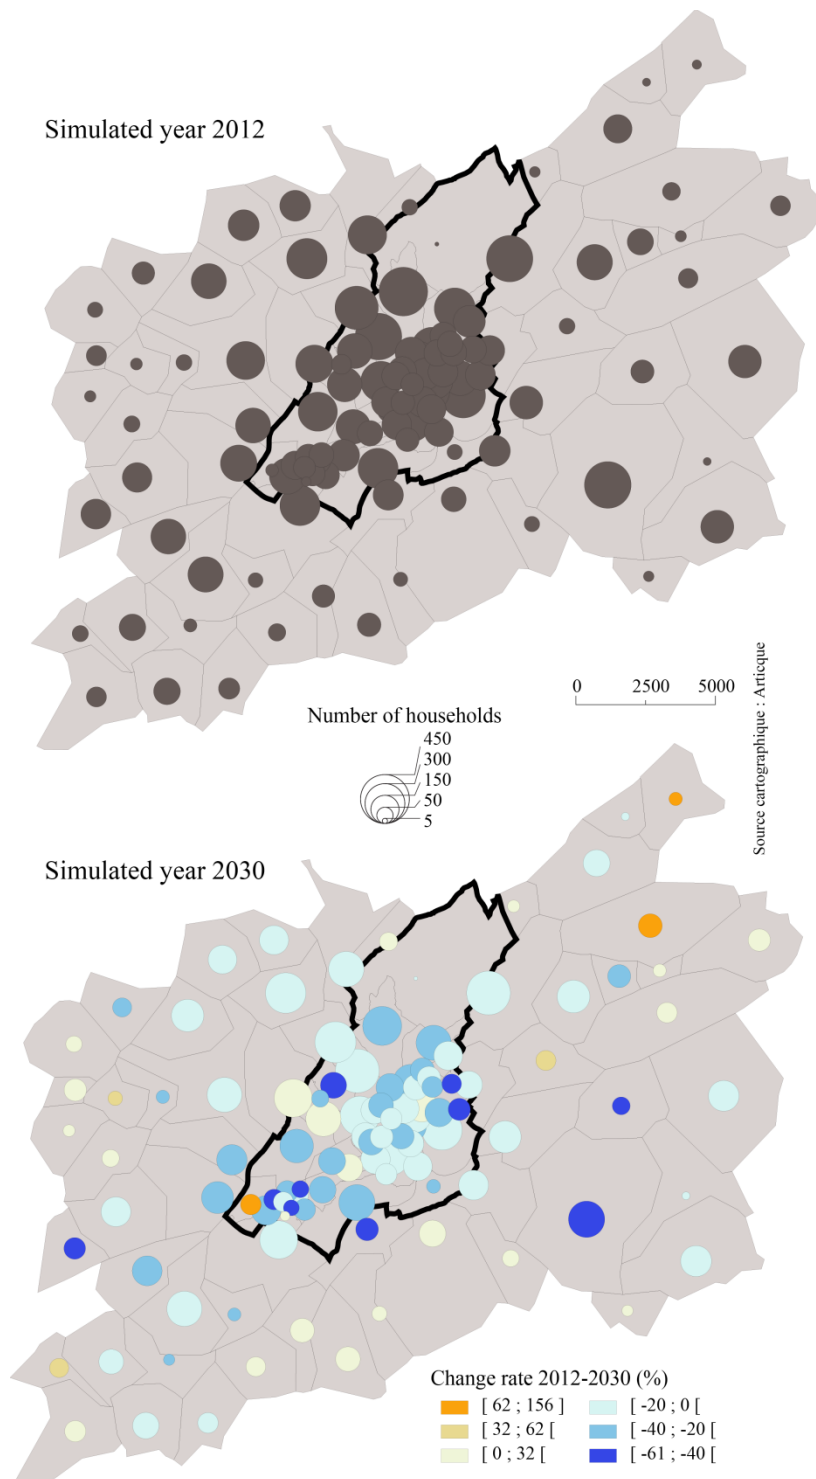 Simulated year 2012
0 2500 5000
Number of households
450
300
150
50
5
Source cartographique : Articque
Simulated year 2030
Change rate 2012-2030 (%)
[ 62 ; 156 ] [ -20 ; 0 [
[ 32 ; 62 [ [ -40 ; -20 [
[ 0 ; 32 [ [ -61 ; -40 [